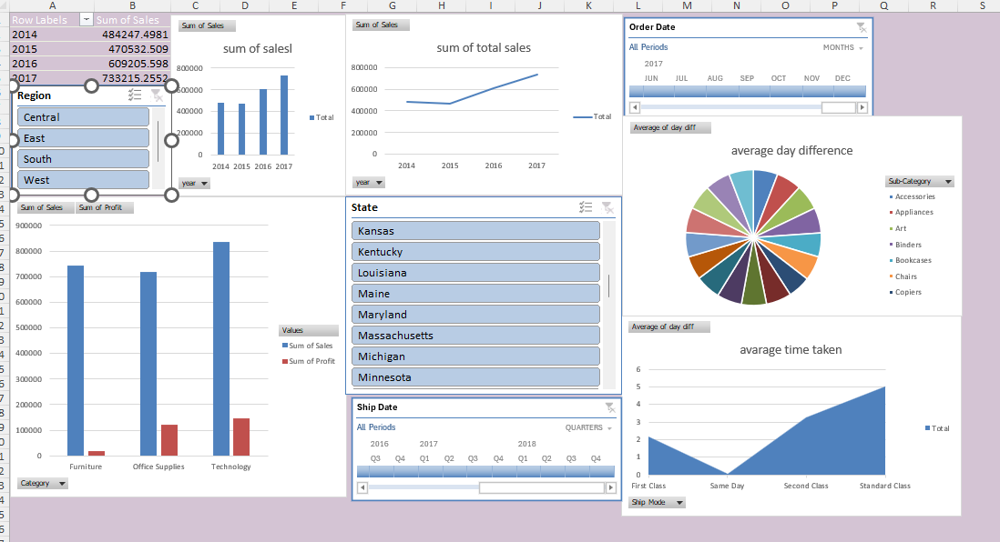 A B C D E F G H I J K L M N O P Q R S
Row Labels Sum of Sales
2014 484247.4981
2015 470532.509
2016 609205.598
2017 733215.2552
Region
Central
East
South
West
Sum of Sales
sum of salesl
800000
600000
400000
200000
0
2014 2015 2016 2017
Total
year
Sum of Sales
sum of total sales
800000
600000
400000
200000
0
2014 2015 2016 2017
Total
year
Order Date
All Periods MONTHS
2017
JUN JUL AUG SEP OCT NOV DEC
Average of day diff
average day difference
Sub-Category
Accessories
Appliances
Art
Binders
Bookcases
Chairs
Copiers
Sum of Sales Sum of Profit
900000
800000
700000
600000
500000
400000
300000
200000
100000
0
Furniture Office Supplies Technology
Values
Sum of Sales
Sum of Profit
Category
State
Kansas
Kentucky
Louisiana
Maine
Maryland
Massachusetts
Michigan
Minnesota
Ship Date
All Periods QUARTERS
2016 2017 2018
Q3 Q4 Q1 Q2 Q3 Q4 Q1 Q2 Q3 Q4
Average of day diff
avarage time taken
6
5
4
3
2
1
0
First Class Same Day Second Class Standard Class
Total
Ship Mode